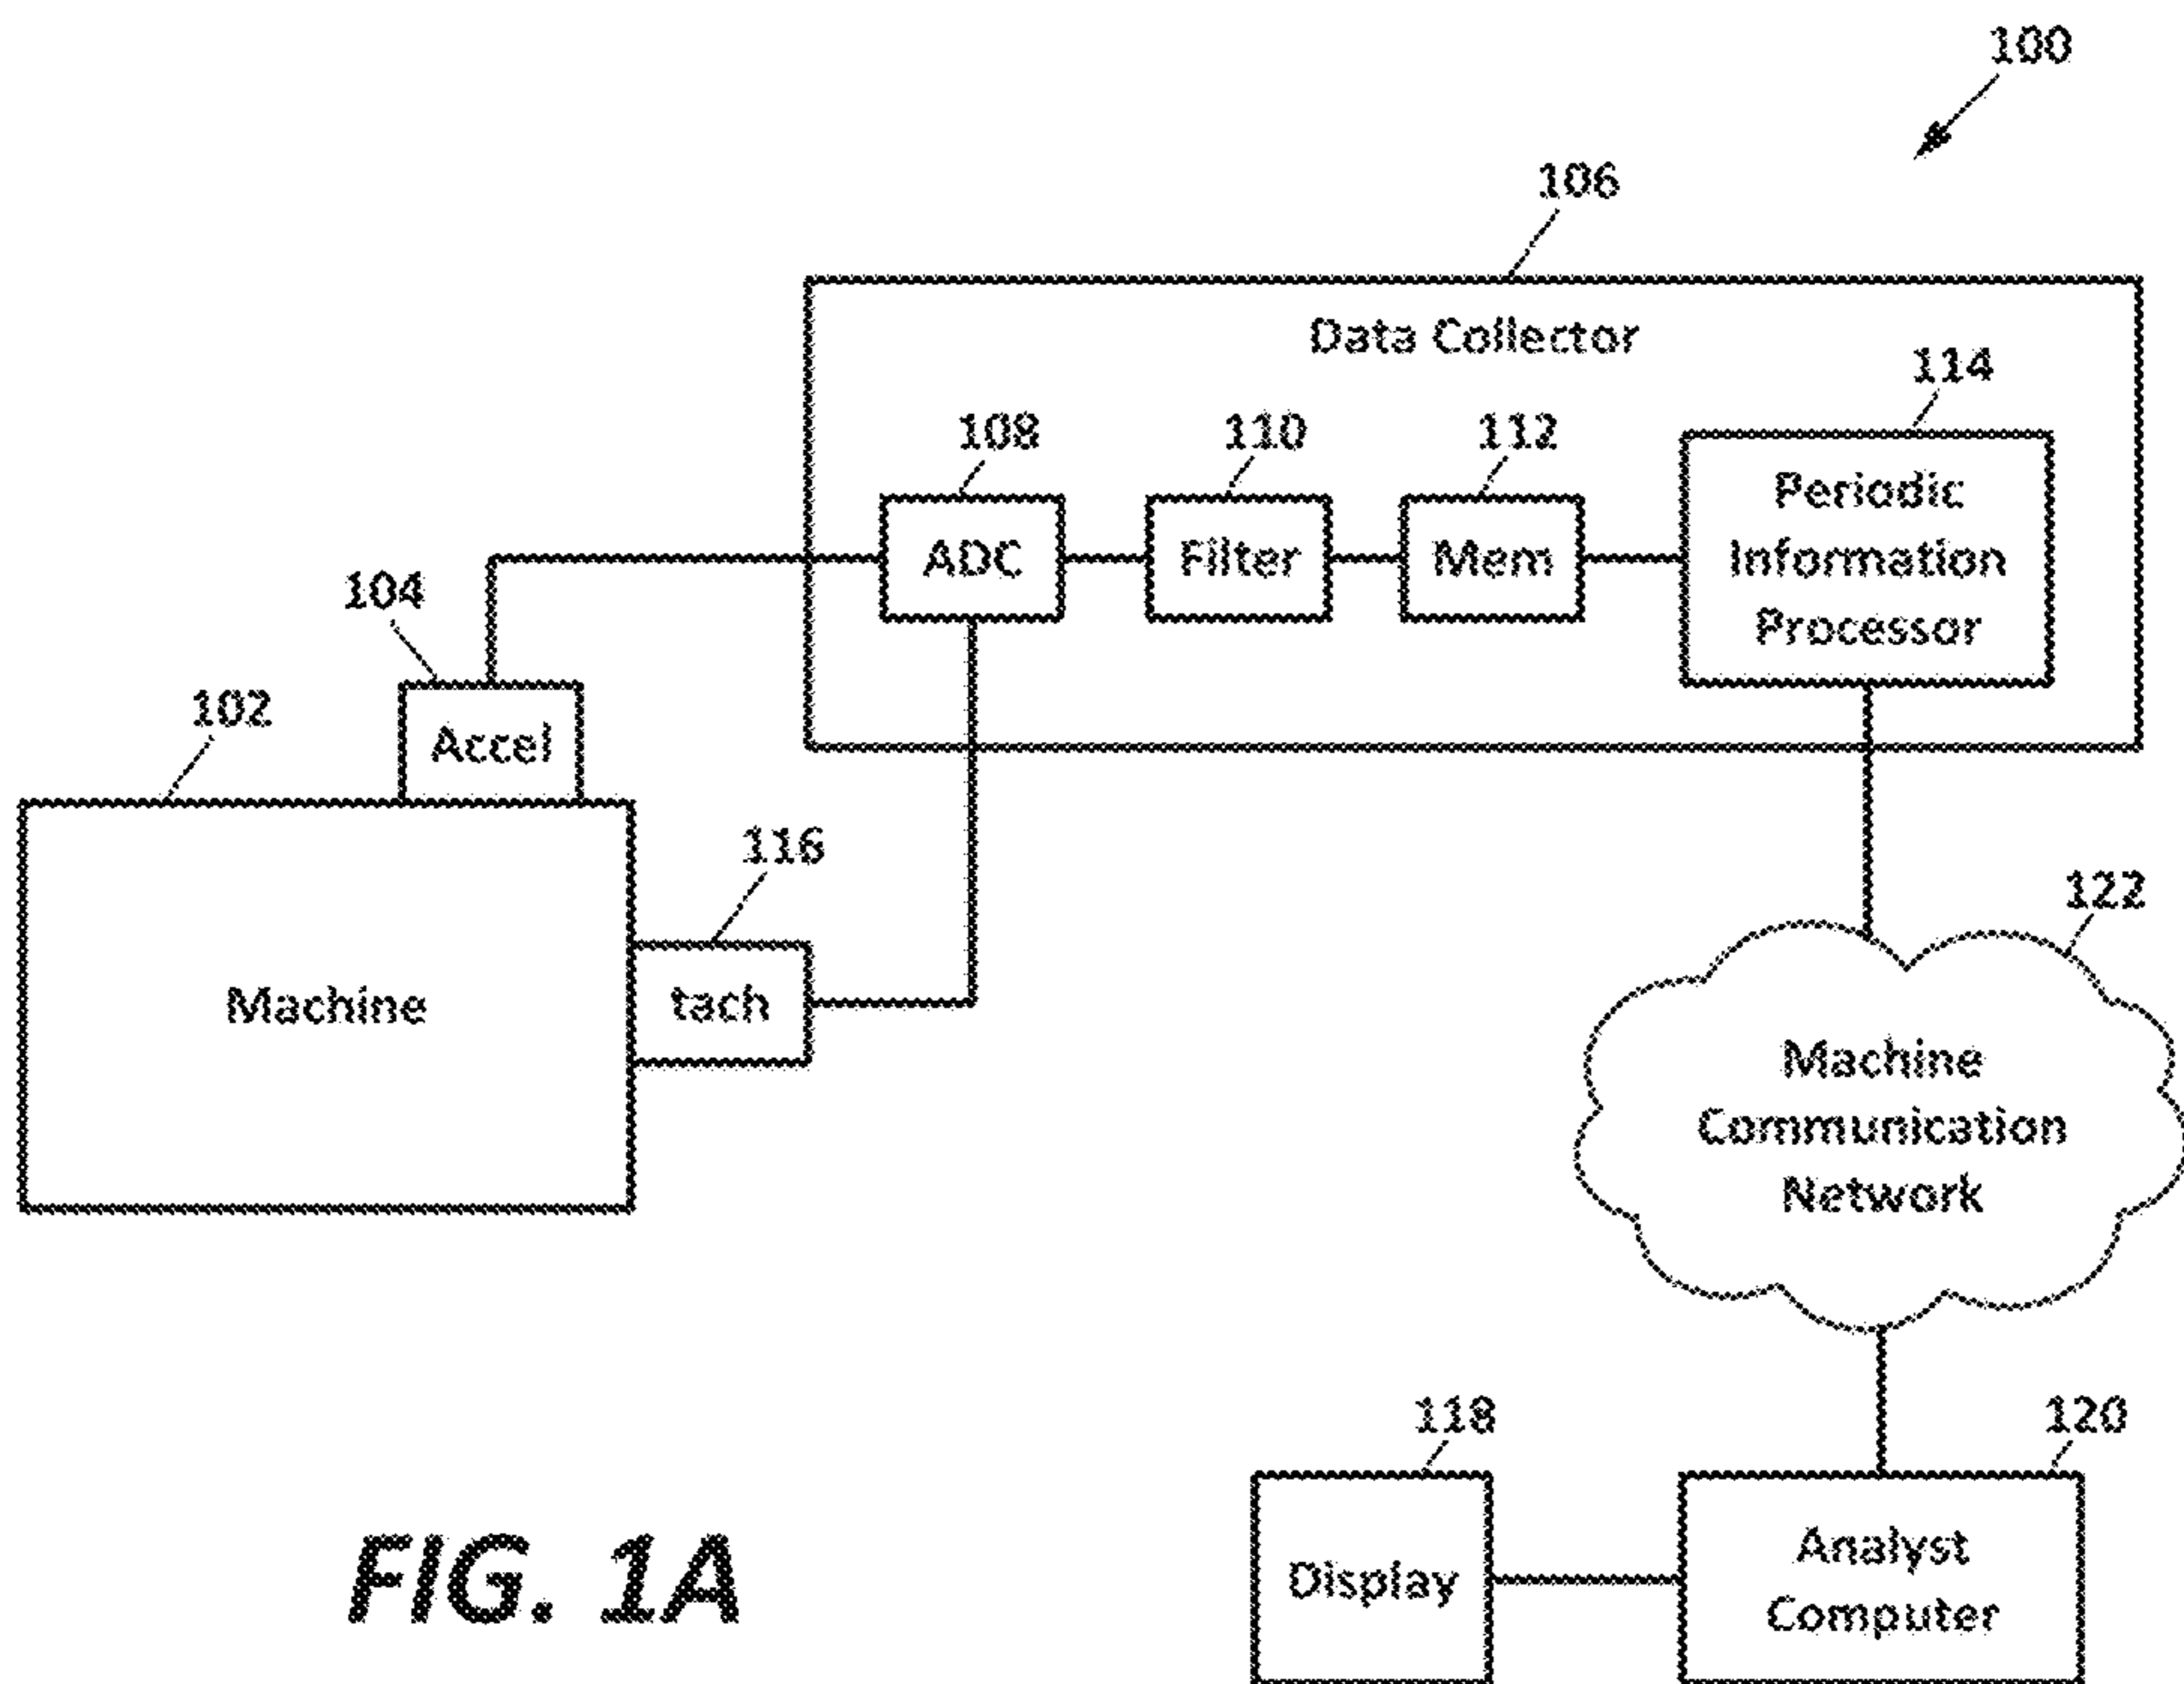 100
106
Data Collector
114
108
110
112
Periodic
Information
Processor
ADC
Filter
Mem
104
Accel
102
116
Machine
tach
122
Machine
Communication
Network
118
120
Display
Analyst
Computer
FIG. 1A